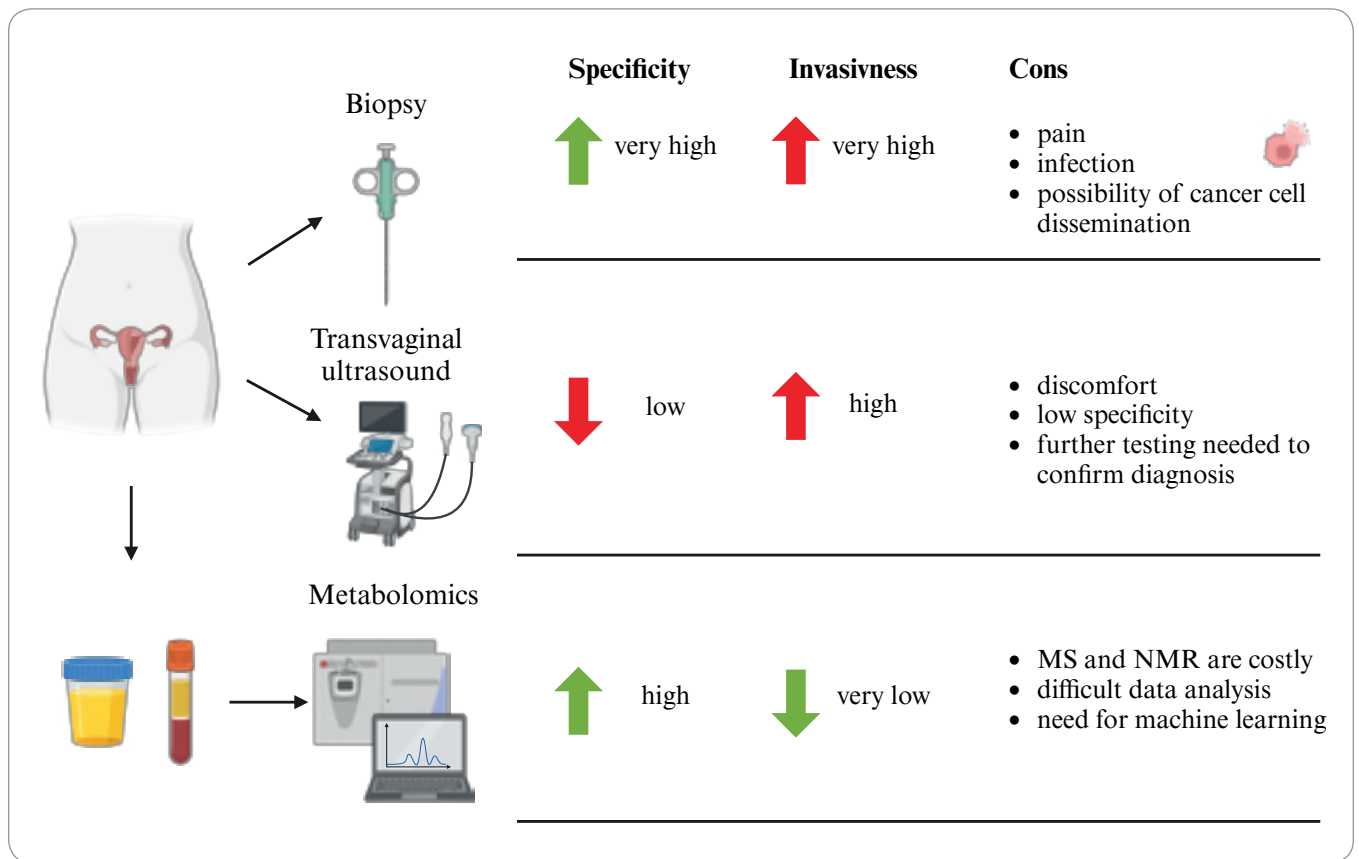 Specificity Invasivness Cons
Biopsy
very high very high
• pain
• infection
• possibility of cancer cell
dissemination
Transvaginal
ultrasound
low high
• discomfort
• low specificity
• further testing needed to
confirm diagnosis
Metabolomics
high very low
• MS and NMR are costly
• difficult data analysis
• need for machine learning